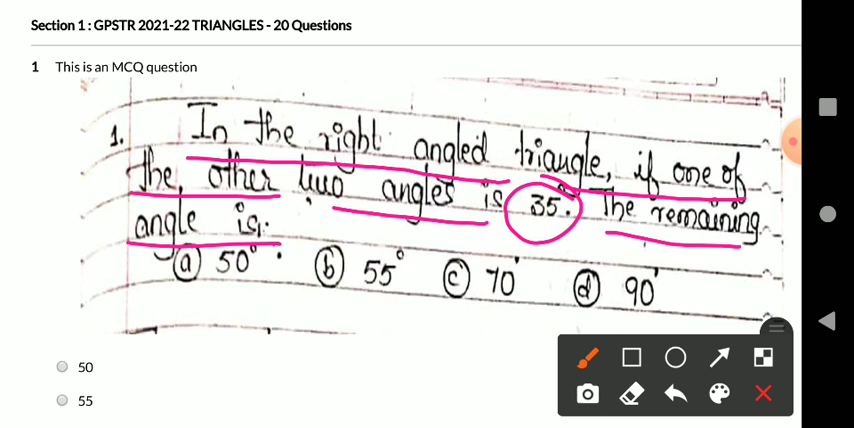 Section 1 : GPSTR 2021-22 TRIANGLES - 20 Questions
1 This is an MCQ question
1. In the right angled triangle, if one of
the, other two angles is 35°. The remaining
angle is.
(a) 50° . (b) 55° (c) 70° (d) 90°
50
55